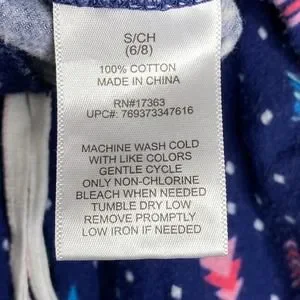 S/CH
(6/8)
100% COTTON
MADE IN CHINA
RN#17363
UPC#: 769373347616
MACHINE WASH COLD
WITH LIKE COLORS
GENTLE CYCLE
ONLY NON-CHLORINE
BLEACH WHEN NEEDED
TUMBLE DRY LOW
REMOVE PROMPTLY
LOW IRON IF NEEDED